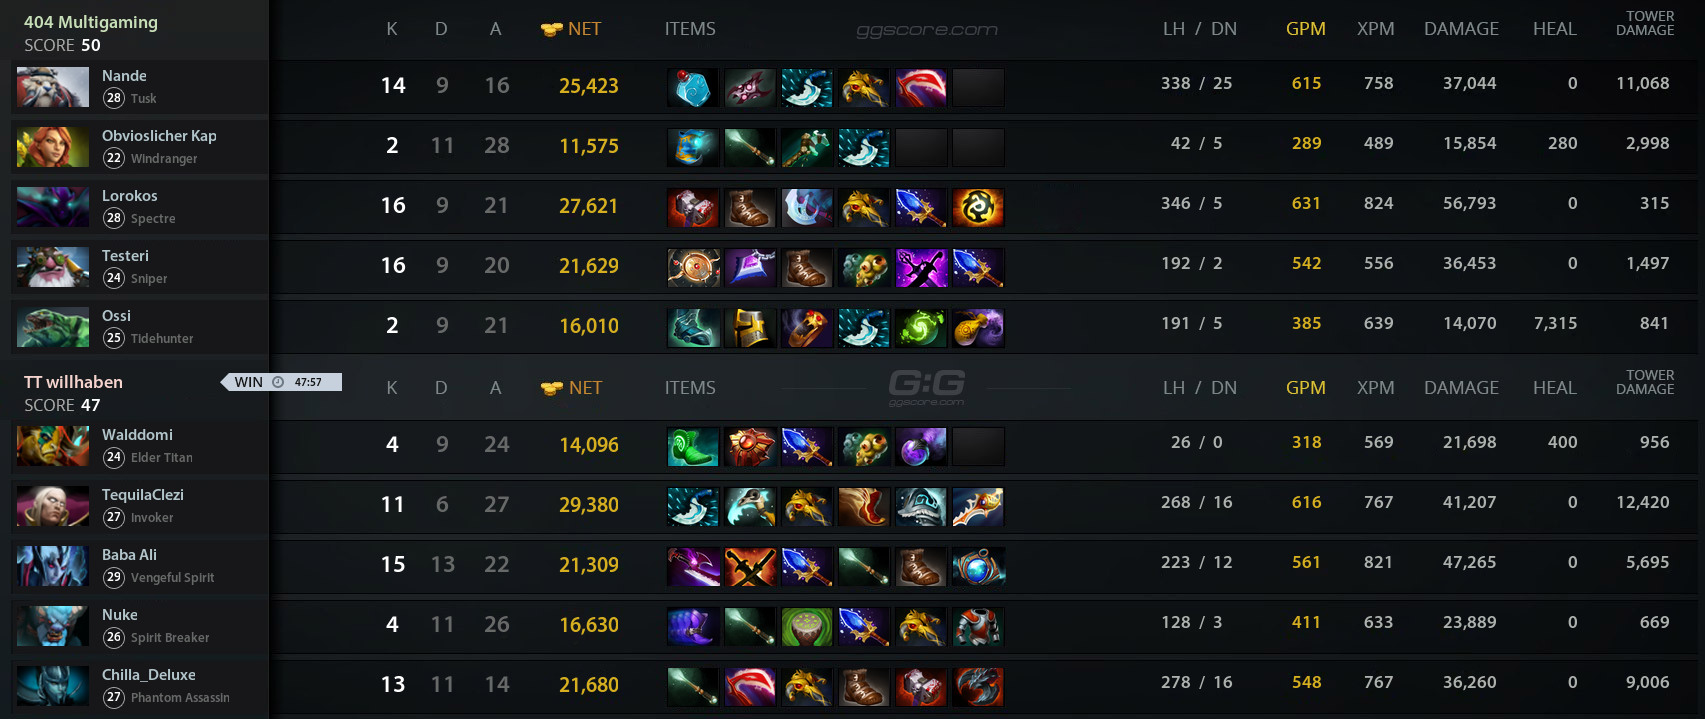 404 Multigaming
SCORE 50
K D A NET ITEMS ggscore.com LH / DN GPM XPM DAMAGE HEAL TOWER DAMAGE
Nande
28 Tusk
14 9 16 25,423 338 / 25 615 758 37,044 0 11,068
Obvioslicher Kap
22 Windranger
2 11 28 11,575 42 / 5 289 489 15,854 280 2,998
Lorokos
28 Spectre
16 9 21 27,621 346 / 5 631 824 56,793 0 315
Testeri
24 Sniper
16 9 20 21,629 192 / 2 542 556 36,453 0 1,497
Ossi
25 Tidehunter
2 9 21 16,010 191 / 5 385 639 14,070 7,315 841
TT willhaben WIN 47:57
SCORE 47
K D A NET ITEMS G:G ggscore.com LH / DN GPM XPM DAMAGE HEAL TOWER DAMAGE
Walddomi
24 Elder Titan
4 9 24 14,096 26 / 0 318 569 21,698 400 956
TequilaClezi
27 Invoker
11 6 27 29,380 268 / 16 616 767 41,207 0 12,420
Baba Ali
29 Vengeful Spirit
15 13 22 21,309 223 / 12 561 821 47,265 0 5,695
Nuke
26 Spirit Breaker
4 11 26 16,630 128 / 3 411 633 23,889 0 669
Chilla_Deluxe
27 Phantom Assassin
13 11 14 21,680 278 / 16 548 767 36,260 0 9,006